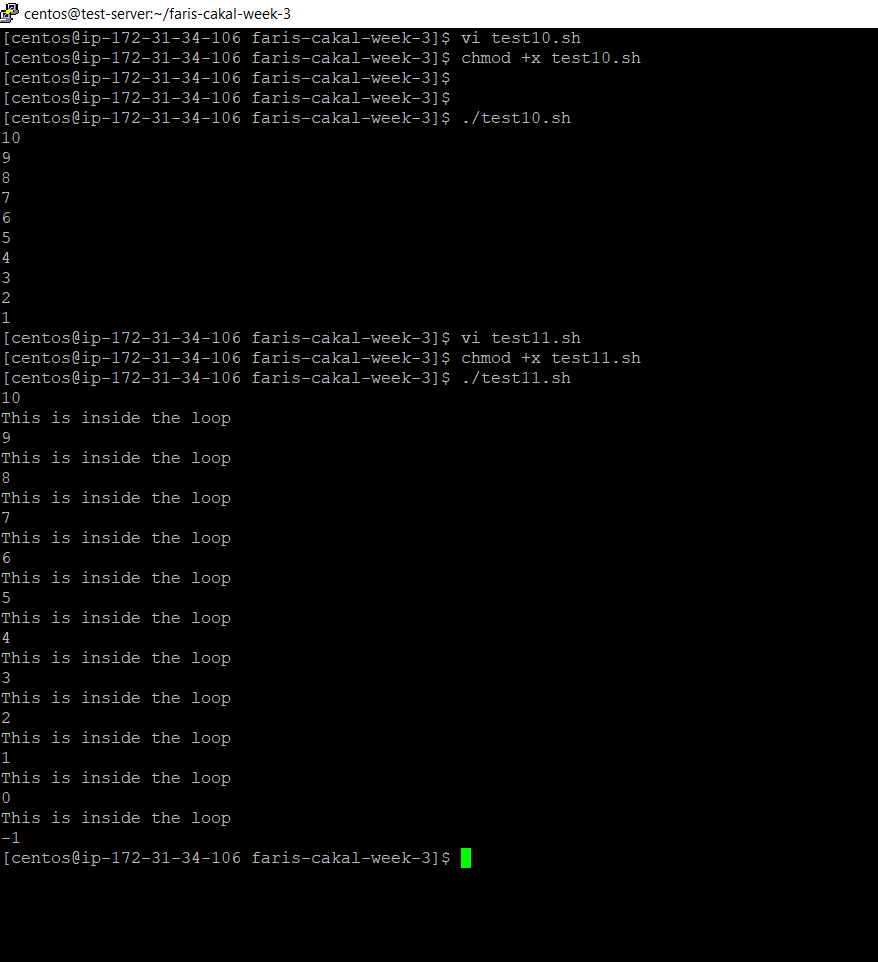 centos@test-server:~/faris-cakal-week-3
[centos@ip-172-31-34-106 faris-cakal-week-3]$ vi test10.sh
[centos@ip-172-31-34-106 faris-cakal-week-3]$ chmod +x test10.sh
[centos@ip-172-31-34-106 faris-cakal-week-3]$
[centos@ip-172-31-34-106 faris-cakal-week-3]$
[centos@ip-172-31-34-106 faris-cakal-week-3]$ ./test10.sh
10
9
8
7
6
5
4
3
2
1
[centos@ip-172-31-34-106 faris-cakal-week-3]$ vi test11.sh
[centos@ip-172-31-34-106 faris-cakal-week-3]$ chmod +x test11.sh
[centos@ip-172-31-34-106 faris-cakal-week-3]$ ./test11.sh
10
This is inside the loop
9
This is inside the loop
8
This is inside the loop
7
This is inside the loop
6
This is inside the loop
5
This is inside the loop
4
This is inside the loop
3
This is inside the loop
2
This is inside the loop
1
This is inside the loop
0
This is inside the loop
-1
[centos@ip-172-31-34-106 faris-cakal-week-3]$